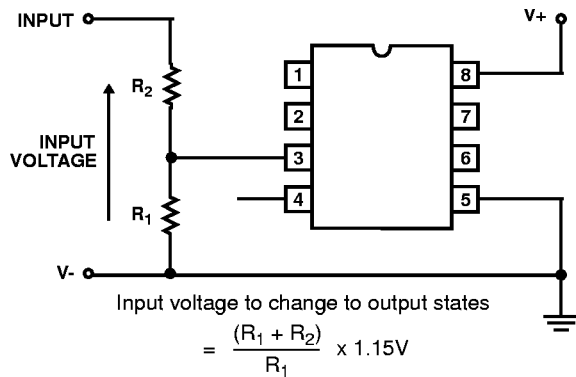 INPUT
V+
R2
INPUT
VOLTAGE
R1
V-
1
2
3
4
8
7
6
5
Input voltage to change to output states
= (R1 + R2) / R1 x 1.15V